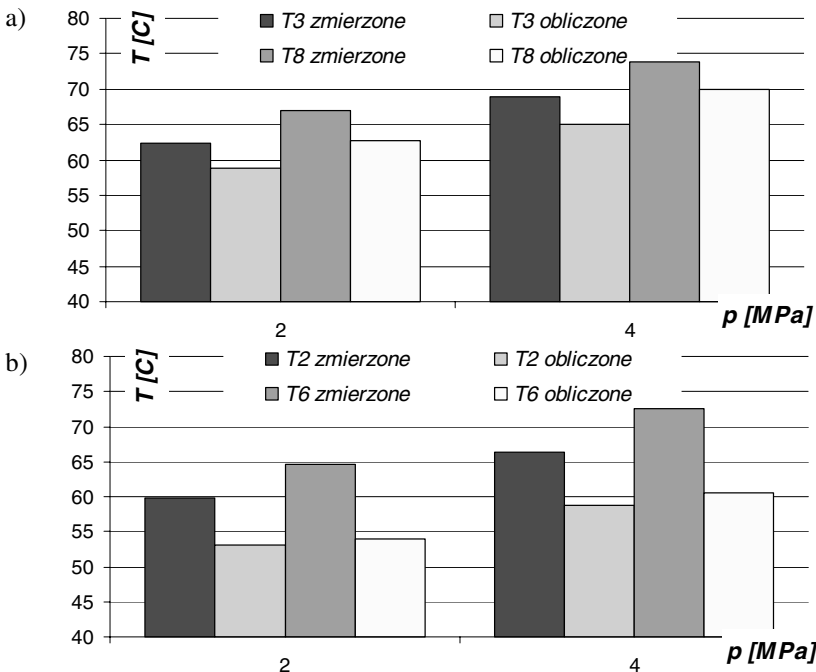 a)
T [C]
T3 zmierzone T3 obliczone
T8 zmierzone T8 obliczone
80
75
70
65
60
55
50
45
40
2 4
p [MPa]
b)
T [C]
T2 zmierzone T2 obliczone
T6 zmierzone T6 obliczone
80
75
70
65
60
55
50
45
40
2 4
p [MPa]